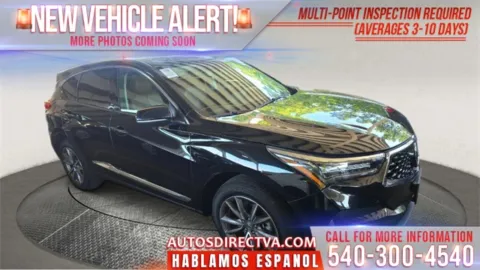 NEW VEHICLE ALERT!
MORE PHOTOS COMING SOON
MULTI-POINT INSPECTION REQUIRED
(AVERAGES 3-10 DAYS)
AUTOSDIRECTVA.COM
HABLAMOS ESPANOL
CALL FOR MORE INFORMATION
540-300-4540